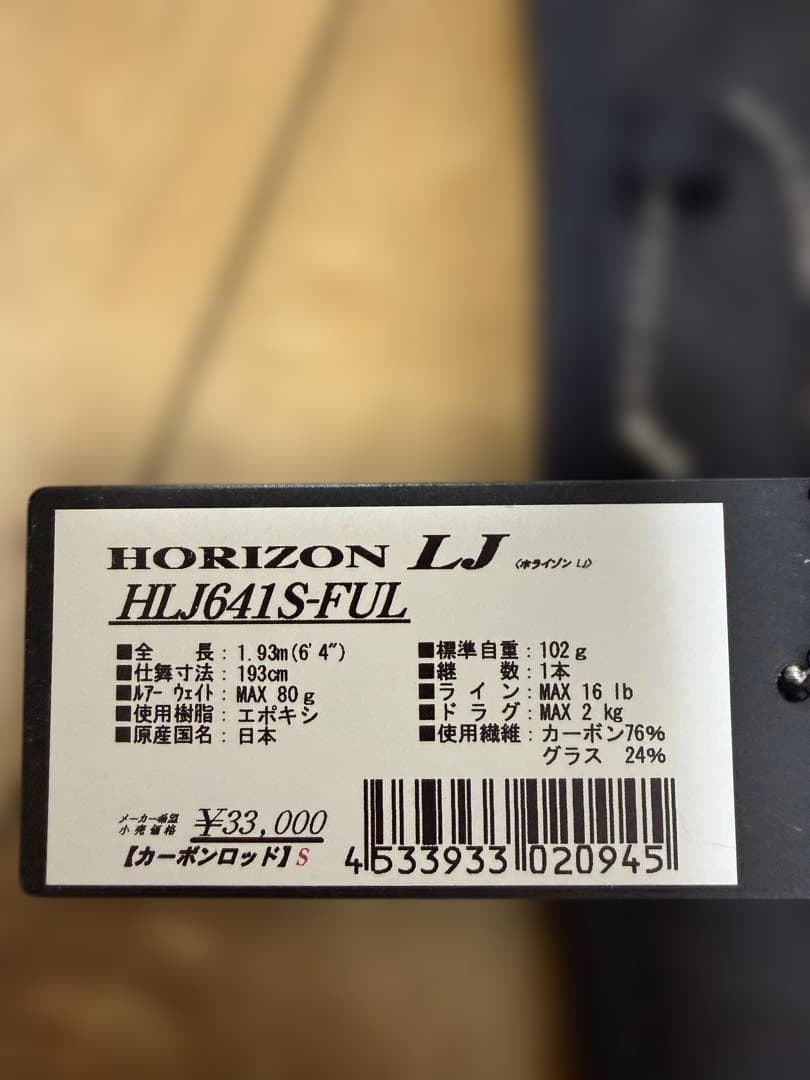 HORIZON LJ〈ホライゾン LJ〉
HLJ641S-FUL
■全　　長：1.93m(6'4")
■仕舞寸法：193cm
■ﾙｱｰ ｳｪｲﾄ：MAX 80g
■使用樹脂：エポキシ
■原産国名：日本
■標準自重：102g
■継　　数：1本
■ラ イ ン：MAX 16 lb
■ド ラ グ：MAX 2 kg
■使用繊維：カーボン76%
グラス 24%
メーカー希望
小売価格 ¥33,000
【カーボンロッド】S
4533933020945